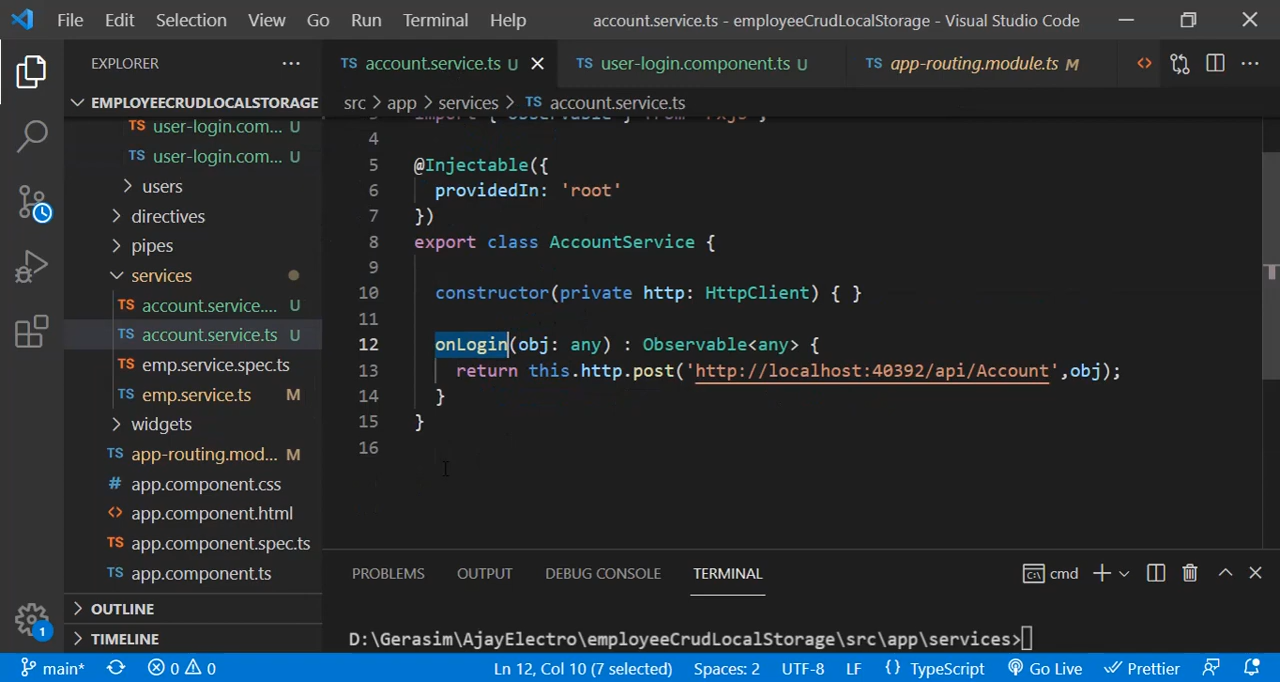 File Edit Selection View Go Run Terminal Help account.service.ts - employeeCrudLocalStorage - Visual Studio Code
EXPLORER
TS account.service.ts U
TS user-login.component.ts U
TS app-routing.module.ts M
EMPLOYEECRUDLOCALSTORAGE
src > app > services > TS account.service.ts
TS user-login.com... U
TS user-login.com... U
users
directives
pipes
services
TS account.service.... U
TS account.service.ts U
TS emp.service.spec.ts
TS emp.service.ts M
widgets
TS app-routing.mod... M
# app.component.css
<> app.component.html
TS app.component.spec.ts
TS app.component.ts
OUTLINE
TIMELINE
4
5 @Injectable({
6 providedIn: 'root'
7 })
8 export class AccountService {
9
10 constructor(private http: HttpClient) { }
11
12 onLogin(obj: any) : Observable<any> {
13 return this.http.post('http://localhost:40392/api/Account',obj);
14 }
15 }
16
PROBLEMS OUTPUT DEBUG CONSOLE TERMINAL cmd
D:\Gerasim\AjayElectro\employeeCrudLocalStorage\src\app\services>
1
main* 0 0 Ln 12, Col 10 (7 selected) Spaces: 2 UTF-8 LF {} TypeScript Go Live Prettier